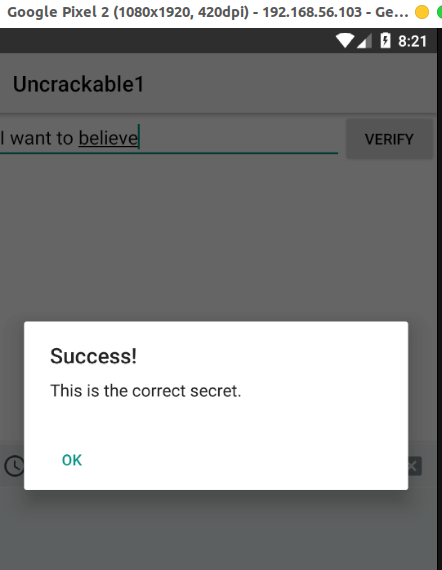 Google Pixel 2 (1080x1920, 420dpi) - 192.168.56.103 - Ge...
8:21
Uncrackable1
I want to believe
VERIFY
Success!
This is the correct secret.
OK